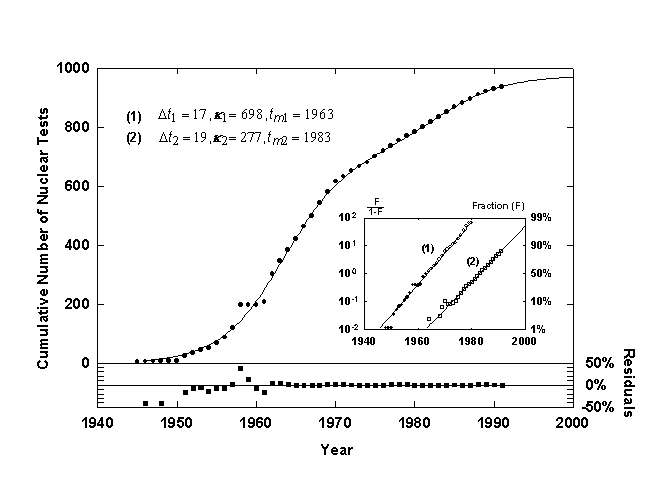 Cumulative Number of Nuclear Tests
1000
800
600
400
200
0
(1) Δt1 = 17, κ1 = 698, tm1 = 1963
(2) Δt2 = 19, κ2 = 277, tm2 = 1983
F
1-F
Fraction (F)
10² 99%
10¹ 90%
10⁰ 50%
10⁻¹ 10%
10⁻² 1%
(1)
(2)
1940 1960 1980 2000
50%
0%
-50%
Residuals
1940 1950 1960 1970 1980 1990 2000
Year